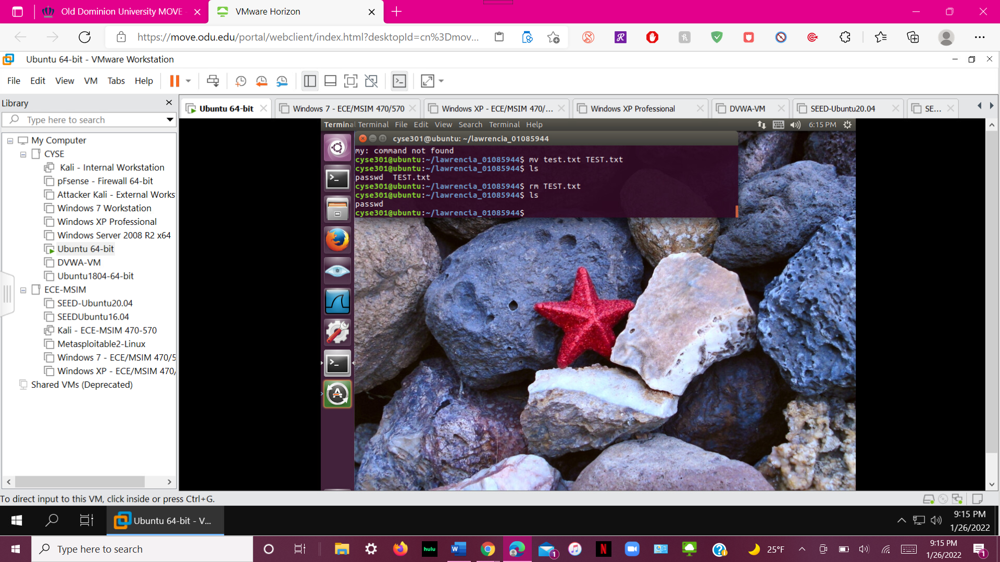 Old Dominion University MOVE
VMware Horizon
https://move.odu.edu/portal/webclient/index.html?desktopId=cn%3Dmov...
Ubuntu 64-bit - VMware Workstation
File Edit View VM Tabs Help
Library
Type here to search
My Computer
CYSE
Kali - Internal Workstation
pFsense - Firewall 64-bit
Attacker Kali - External Works
Windows 7 Workstation
Windows XP Professional
Windows Server 2008 R2 x64
Ubuntu 64-bit
DVWA-VM
Ubuntu1804-64-bit
ECE-MSIM
SEED-Ubuntu20.04
SEEDUbuntu16.04
Kali - ECE-MSIM 470-570
Metasploitable2-Linux
Windows 7 - ECE/MSIM 470/5
Windows XP - ECE/MSIM 470/
Shared VMs (Deprecated)
Ubuntu 64-bit
Windows 7 - ECE/MSIM 470/570
Windows XP - ECE/MSIM 470/...
Windows XP Professional
DVWA-VM
SEED-Ubuntu20.04
SE...
Terminal Terminal File Edit View Search Terminal Help
6:15 PM
cyse301@ubuntu: ~/lawrencia_01085944
my: command not found
cyse301@ubuntu:~/lawrencia_01085944$ mv test.txt TEST.txt
cyse301@ubuntu:~/lawrencia_01085944$ ls
passwd TEST.txt
cyse301@ubuntu:~/lawrencia_01085944$ rm TEST.txt
cyse301@ubuntu:~/lawrencia_01085944$ ls
passwd
cyse301@ubuntu:~/lawrencia_01085944$
To direct input to this VM, click inside or press Ctrl+G.
Ubuntu 64-bit - V...
9:15 PM
1/26/2022
Type here to search
hulu
W
N
1
25°F
9:15 PM
1/26/2022
1